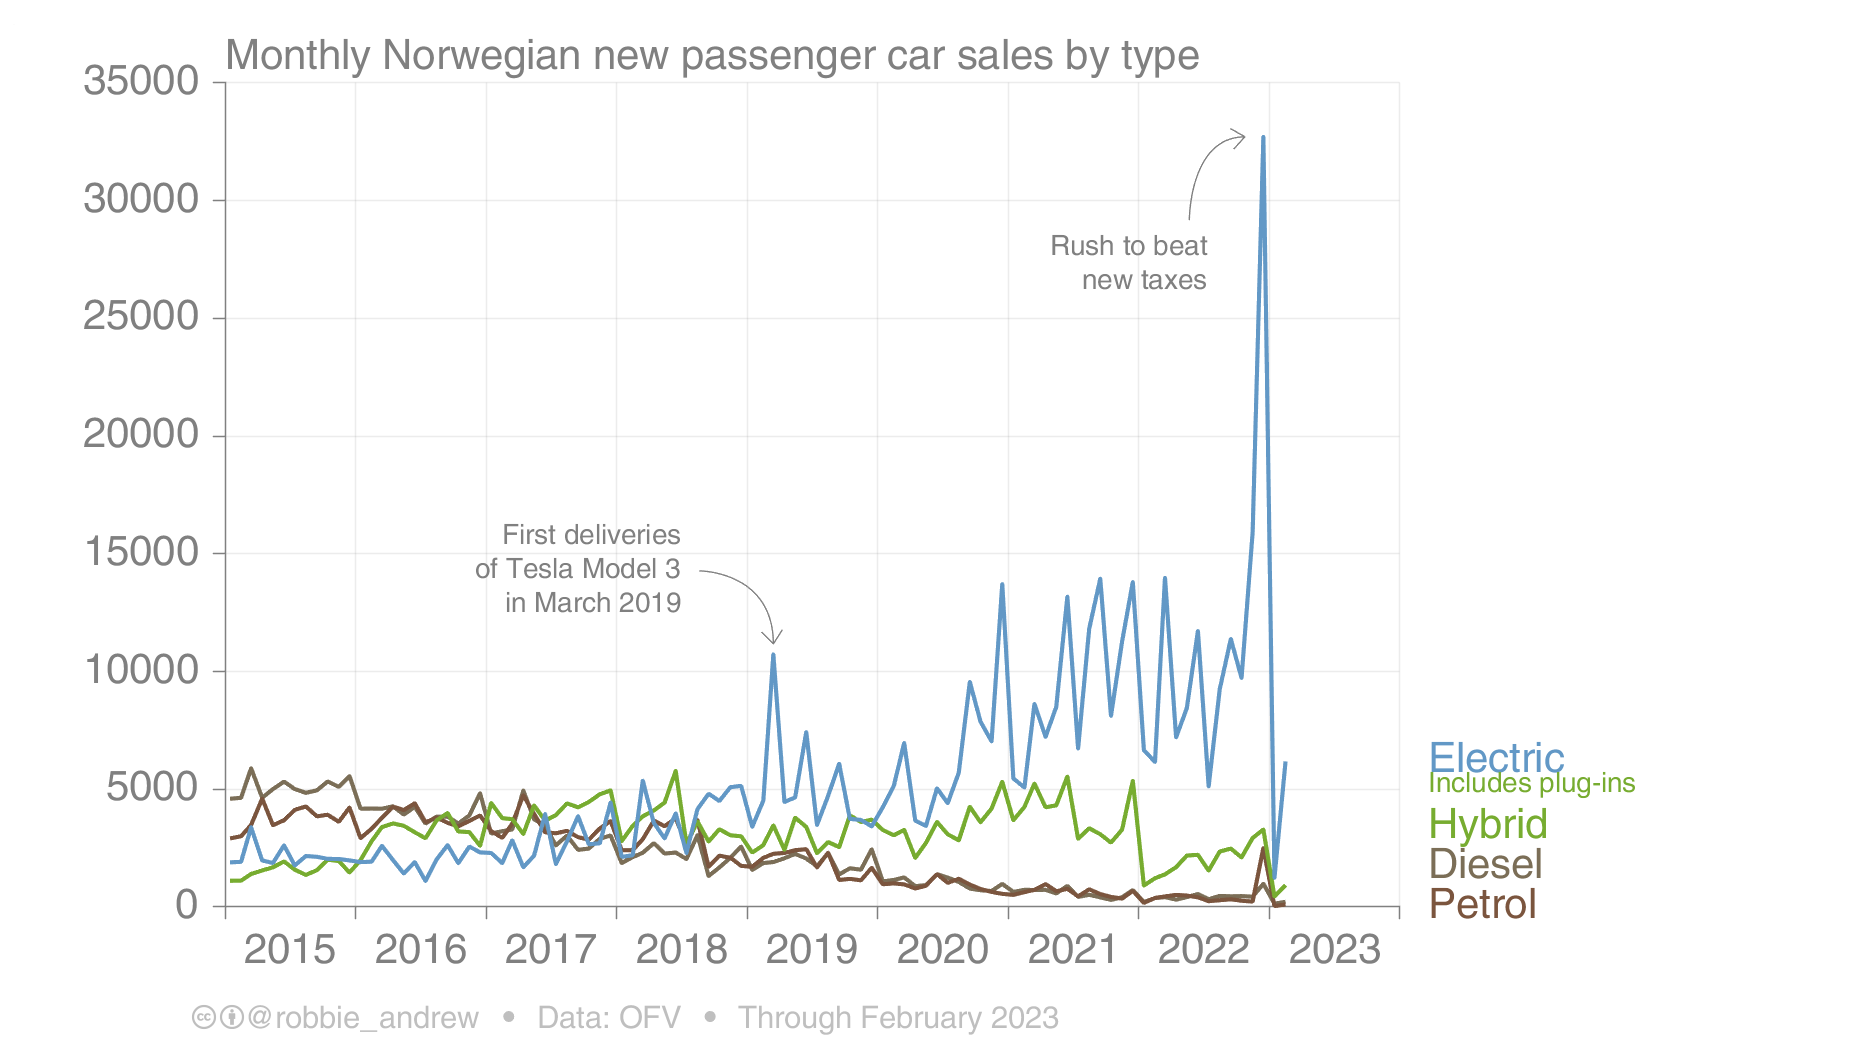 Monthly Norwegian new passenger car sales by type
35000
30000
25000
20000
15000
10000
5000
0
Rush to beat
new taxes
First deliveries
of Tesla Model 3
in March 2019
Electric
Includes plug-ins
Hybrid
Diesel
Petrol
2015 2016 2017 2018 2019 2020 2021 2022 2023
cc @robbie_andrew • Data: OFV • Through February 2023